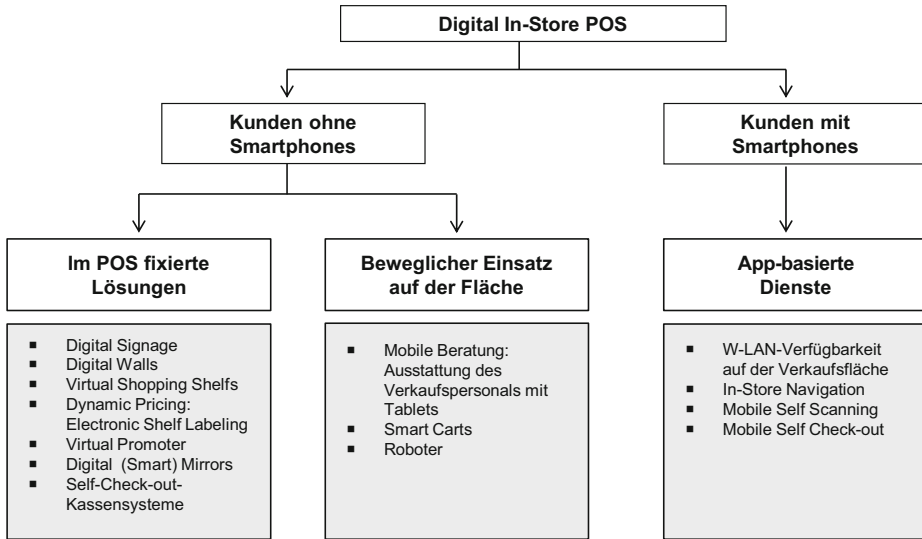 Digital In-Store POS
Kunden ohne
Smartphones
Kunden mit
Smartphones
Im POS fixierte
Lösungen
Beweglicher Einsatz
auf der Fläche
App-basierte
Dienste
▪ Digital Signage
▪ Digital Walls
▪ Virtual Shopping Shelfs
▪ Dynamic Pricing:
Electronic Shelf Labeling
▪ Virtual Promoter
▪ Digital (Smart) Mirrors
▪ Self-Check-out-
Kassensysteme
▪ Mobile Beratung:
Ausstattung des
Verkaufspersonals mit
Tablets
▪ Smart Carts
▪ Roboter
▪ W-LAN-Verfügbarkeit
auf der Verkaufsfläche
▪ In-Store Navigation
▪ Mobile Self Scanning
▪ Mobile Self Check-out